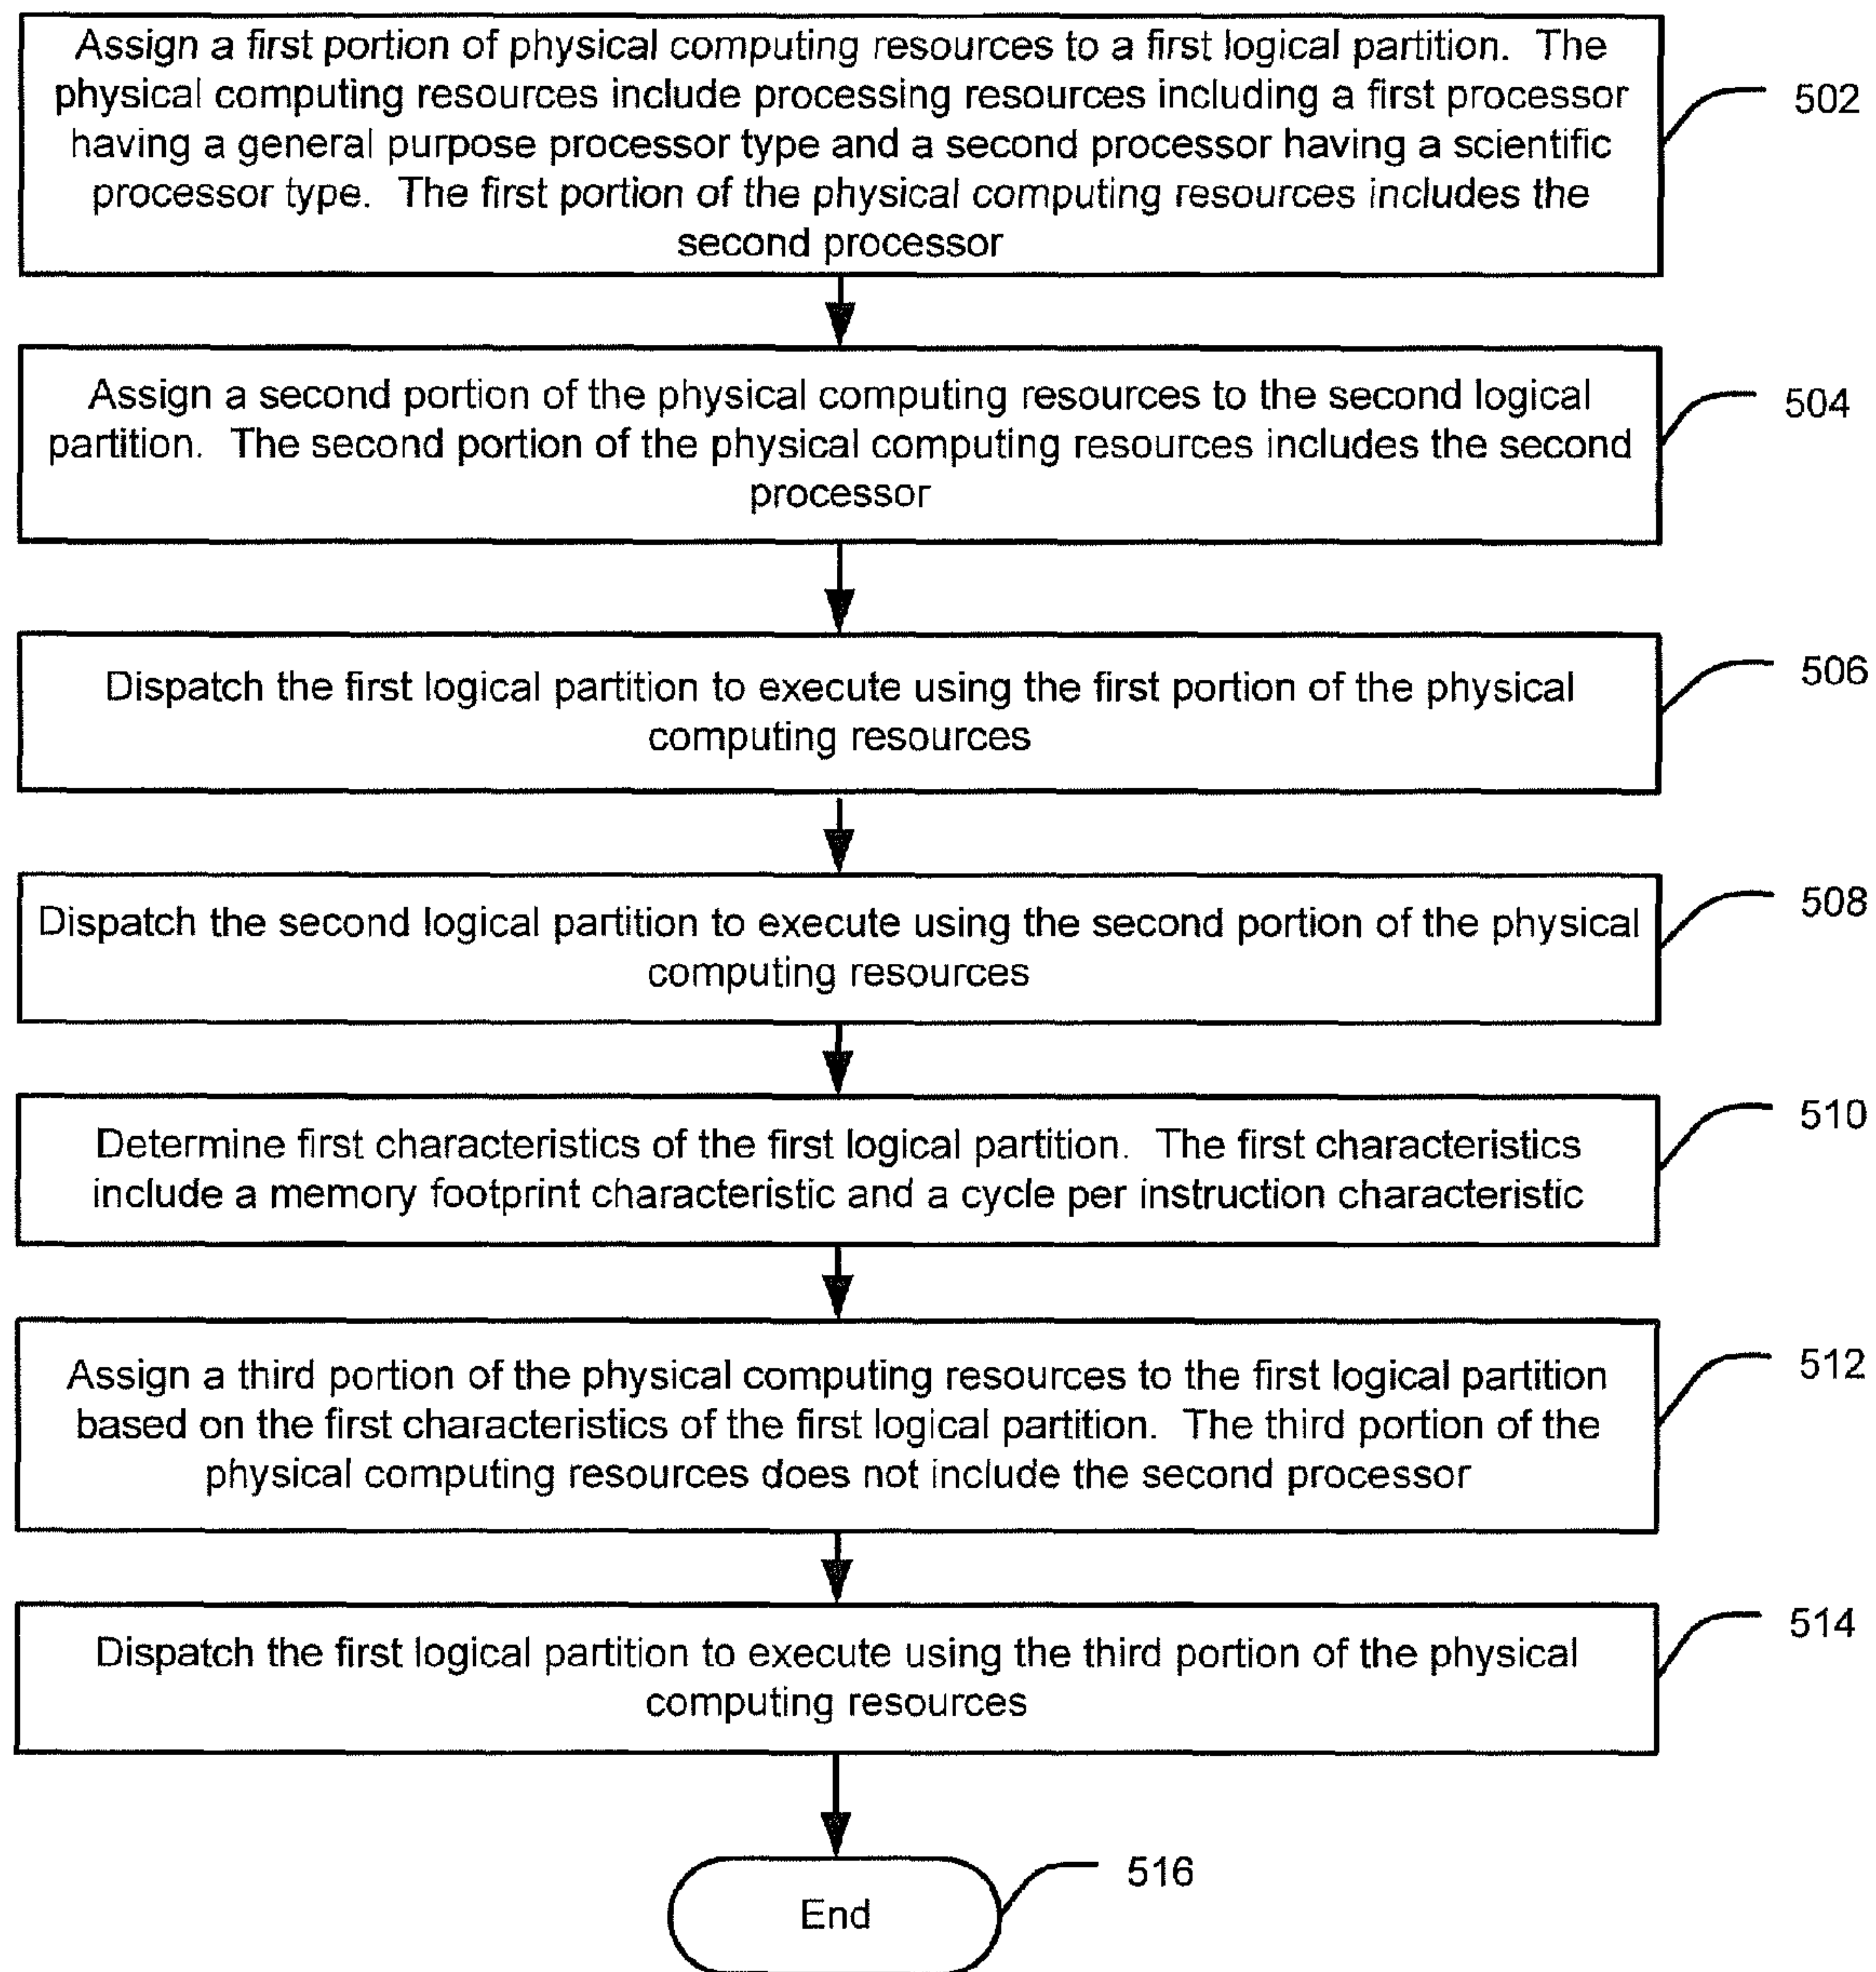 Assign a first portion of physical computing resources to a first logical partition. The
physical computing resources include processing resources including a first processor
having a general purpose processor type and a second processor having a scientific
processor type. The first portion of the physical computing resources includes the
second processor
502
Assign a second portion of the physical computing resources to the second logical
partition. The second portion of the physical computing resources includes the second
processor
504
Dispatch the first logical partition to execute using the first portion of the physical
computing resources
506
Dispatch the second logical partition to execute using the second portion of the physical
computing resources
508
Determine first characteristics of the first logical partition. The first characteristics
include a memory footprint characteristic and a cycle per instruction characteristic
510
Assign a third portion of the physical computing resources to the first logical partition
based on the first characteristics of the first logical partition. The third portion of the
physical computing resources does not include the second processor
512
Dispatch the first logical partition to execute using the third portion of the physical
computing resources
514
End
516